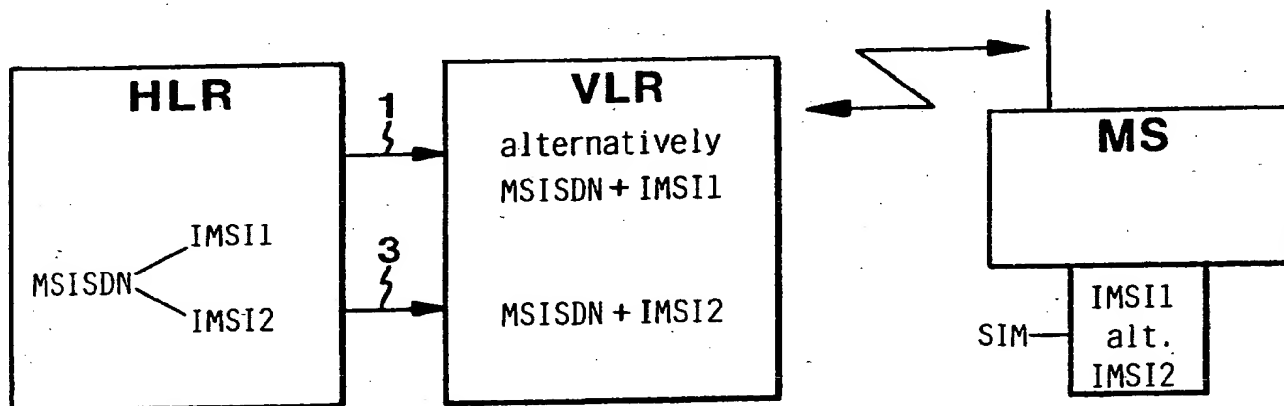 HLR
MSISDN
IMSI1
IMSI2
1
3
VLR
alternatively
MSISDN + IMSI1
MSISDN + IMSI2
MS
SIM
IMSI1
alt.
IMSI2